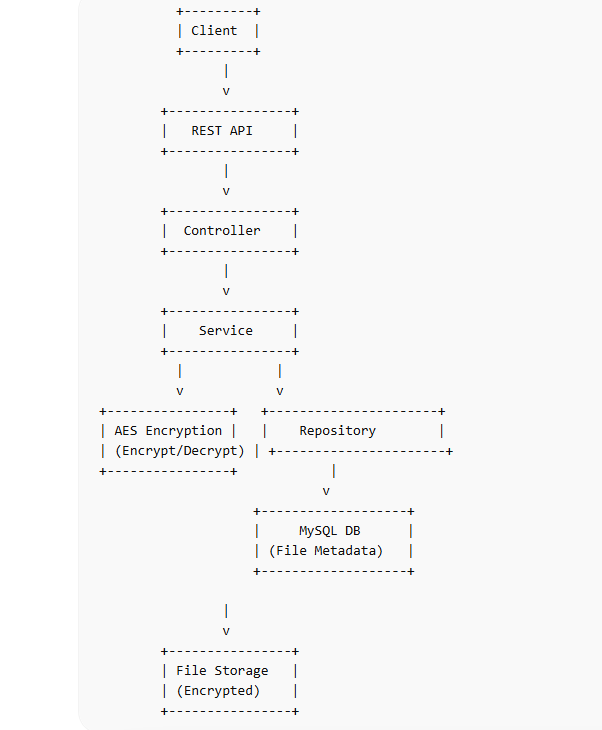 +---------+
| Client  |
+---------+
|
v
+----------------+
|   REST API     |
+----------------+
|
v
+----------------+
|  Controller    |
+----------------+
|
v
+----------------+
|    Service     |
+----------------+
|            |
v            v
+----------------+   +----------------------+
| AES Encryption |   |    Repository        |
| (Encrypt/Decrypt) | +----------------------+
+----------------+            |
v
+-------------------+
|     MySQL DB      |
| (File Metadata)   |
+-------------------+
|
v
+----------------+
| File Storage   |
| (Encrypted)    |
+----------------+